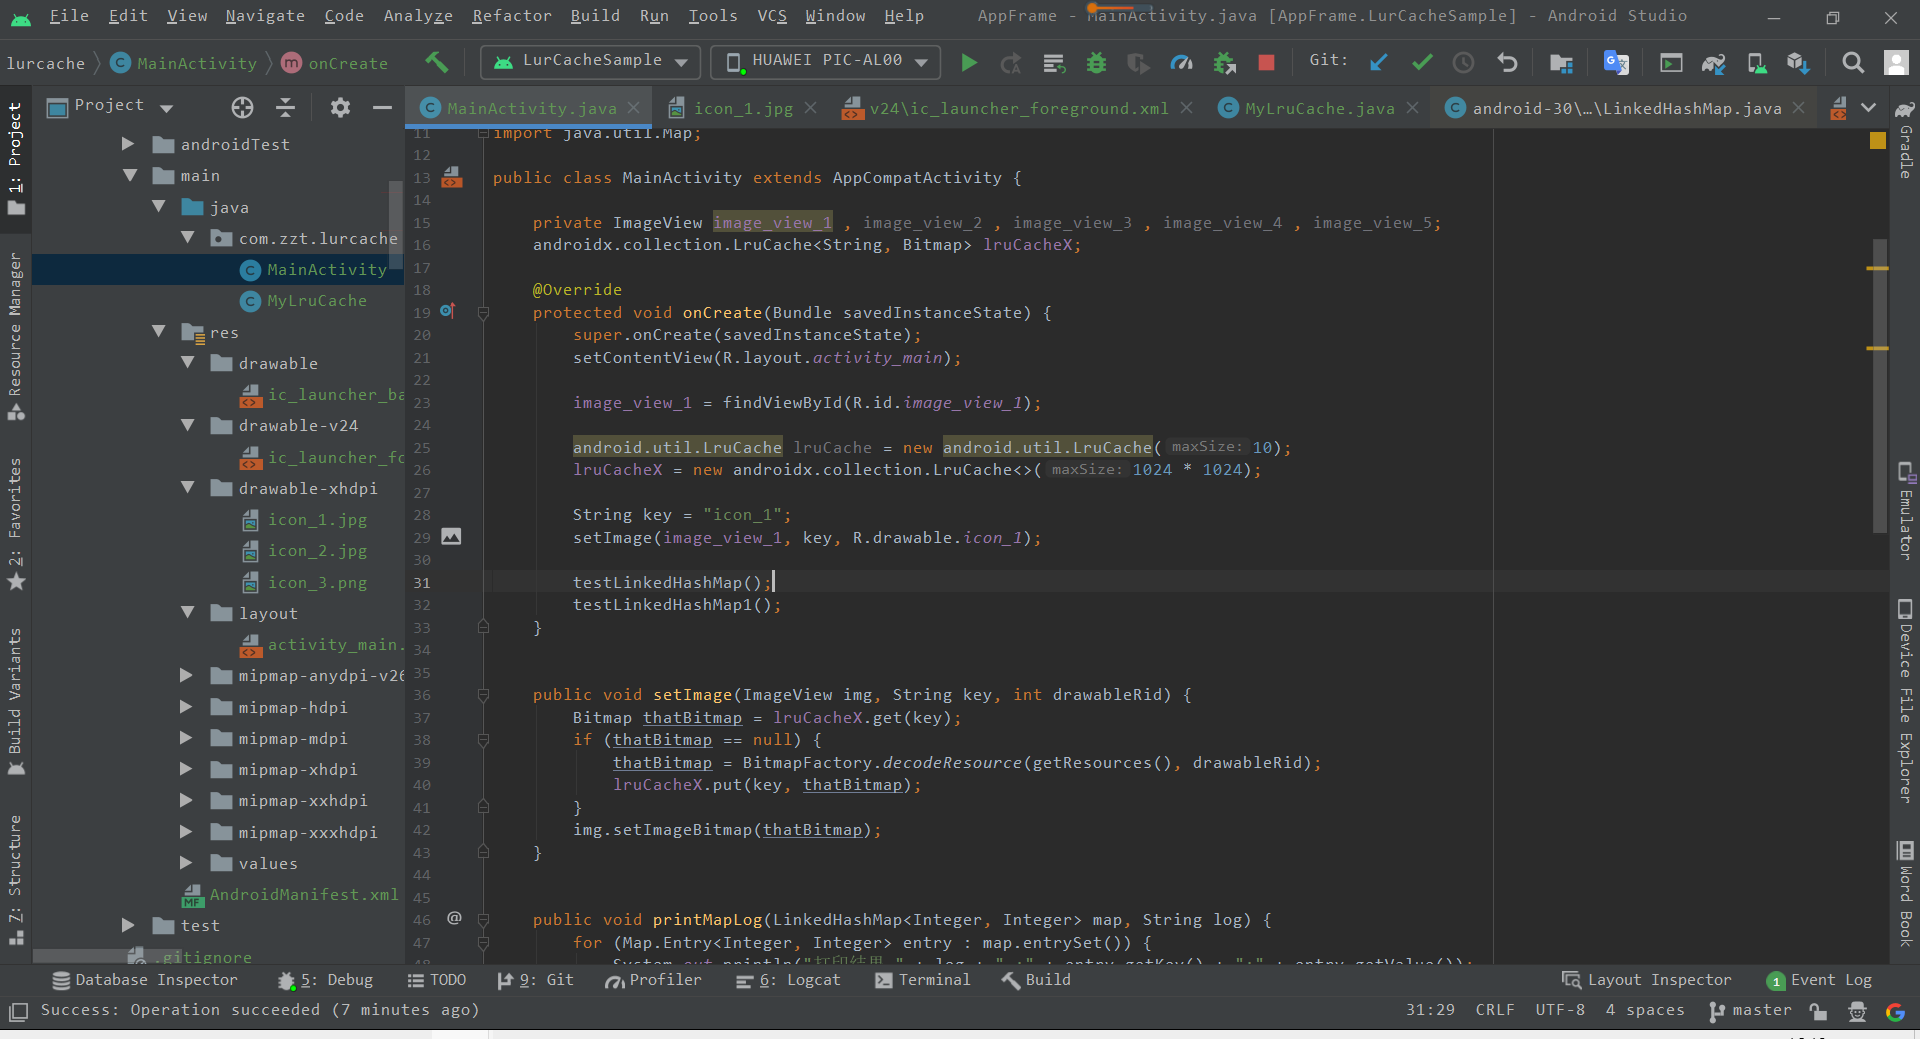 File Edit View Navigate Code Analyze Refactor Build Run Tools VCS Window Help AppFrame - MainActivity.java [AppFrame.LurCacheSample] - Android Studio
lurcache MainActivity m onCreate LurCacheSample HUAWEI PIC-AL00 Git:
Project
MainActivity.java icon_1.jpg v24\ic_launcher_foreground.xml MyLruCache.java android-30\…\LinkedHashMap.java
1: Project
Resource Manager
2: Favorites
Build Variants
7: Structure
androidTest
main
java
com.zzt.lurcache
MainActivity
MyLruCache
res
drawable
ic_launcher_ba
drawable-v24
ic_launcher_fo
drawable-xhdpi
icon_1.jpg
icon_2.jpg
icon_3.png
layout
activity_main.
mipmap-anydpi-v26
mipmap-hdpi
mipmap-mdpi
mipmap-xhdpi
mipmap-xxhdpi
mipmap-xxxhdpi
values
AndroidManifest.xml
test
.gitignore
11 import java.util.Map;
12
13 public class MainActivity extends AppCompatActivity {
14
15 private ImageView image_view_1 , image_view_2 , image_view_3 , image_view_4 , image_view_5;
16 androidx.collection.LruCache<String, Bitmap> lruCacheX;
17
18 @Override
19 protected void onCreate(Bundle savedInstanceState) {
20 super.onCreate(savedInstanceState);
21 setContentView(R.layout.activity_main);
22
23 image_view_1 = findViewById(R.id.image_view_1);
24
25 android.util.LruCache lruCache = new android.util.LruCache( maxSize: 10);
26 lruCacheX = new androidx.collection.LruCache<>( maxSize: 1024 * 1024);
27
28 String key = "icon_1";
29 setImage(image_view_1, key, R.drawable.icon_1);
30
31 testLinkedHashMap();
32 testLinkedHashMap1();
33 }
34
35
36 public void setImage(ImageView img, String key, int drawableRid) {
37 Bitmap thatBitmap = lruCacheX.get(key);
38 if (thatBitmap == null) {
39 thatBitmap = BitmapFactory.decodeResource(getResources(), drawableRid);
40 lruCacheX.put(key, thatBitmap);
41 }
42 img.setImageBitmap(thatBitmap);
43 }
44
45
46 @ public void printMapLog(LinkedHashMap<Integer, Integer> map, String log) {
47 for (Map.Entry<Integer, Integer> entry : map.entrySet()) {
48 System.out.println("打印结果 " + log + " :" + entry.getKey() + ":" + entry.getValue());
Gradle
Emulator
Device File Explorer
Word Book
Database Inspector 5: Debug TODO 9: Git Profiler 6: Logcat Terminal Build Layout Inspector 1 Event Log
Success: Operation succeeded (7 minutes ago) 31:29 CRLF UTF-8 4 spaces master